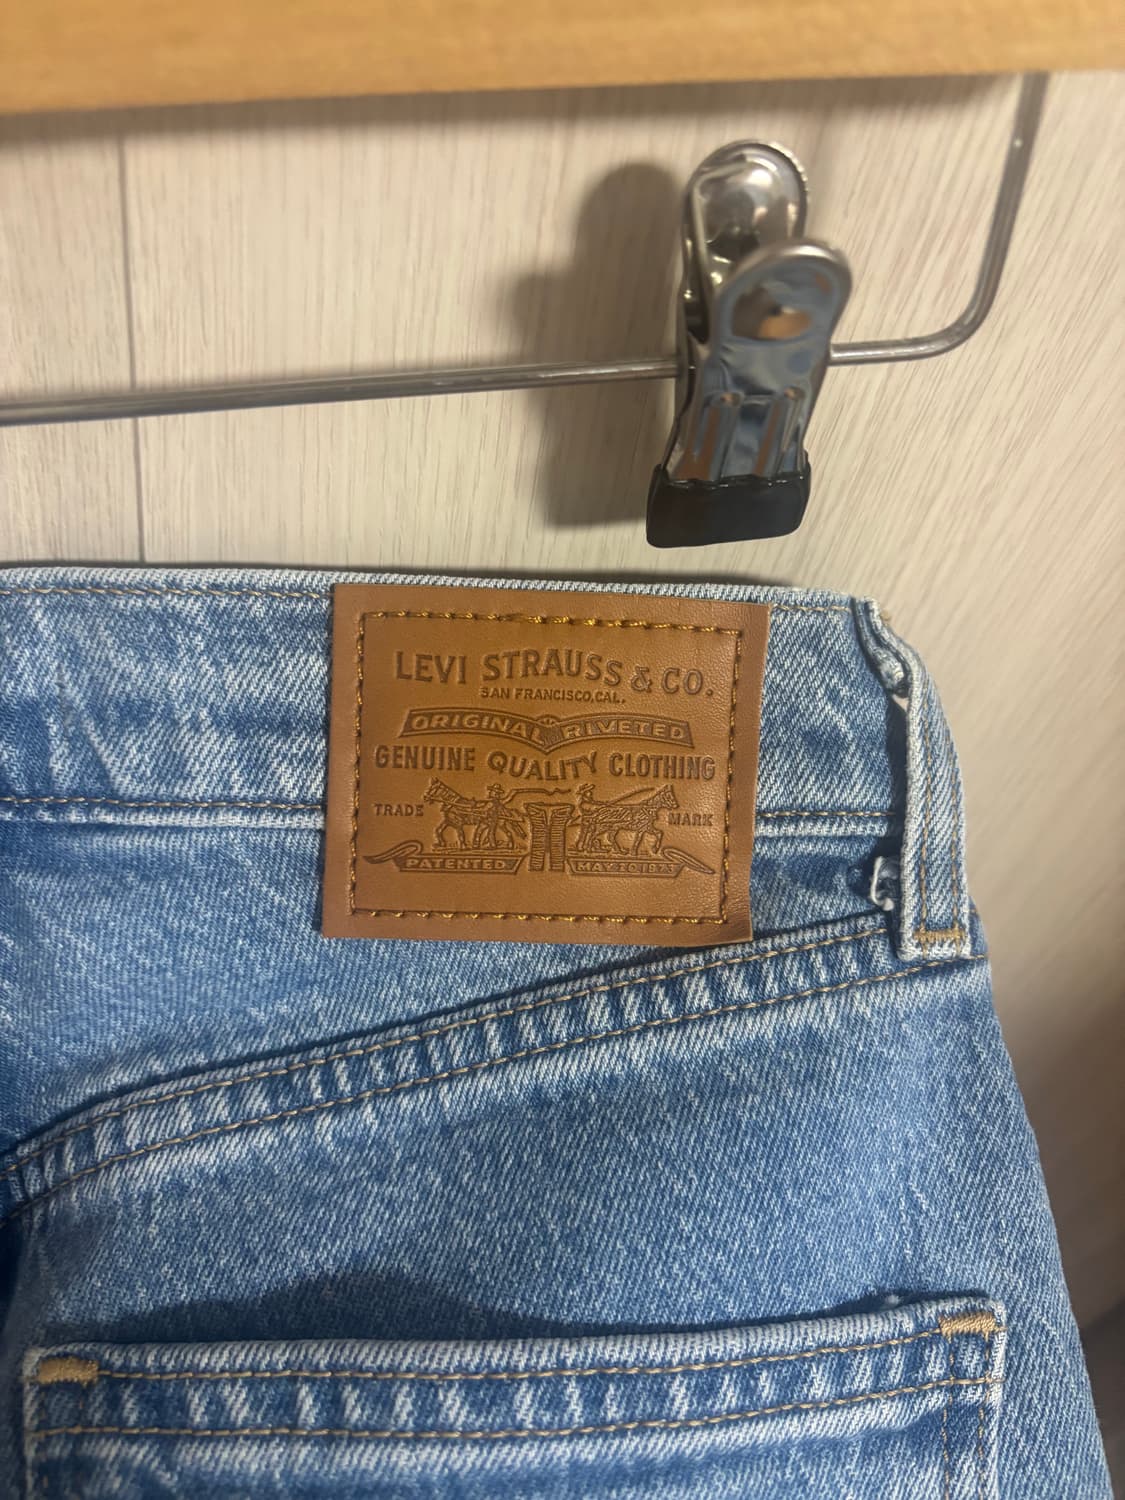 LEVI STRAUSS & CO.
SAN FRANCISCO, CAL.
ORIGINAL RIVETED
GENUINE QUALITY CLOTHING
TRADE MARK
PATENTED MAY 20 1873